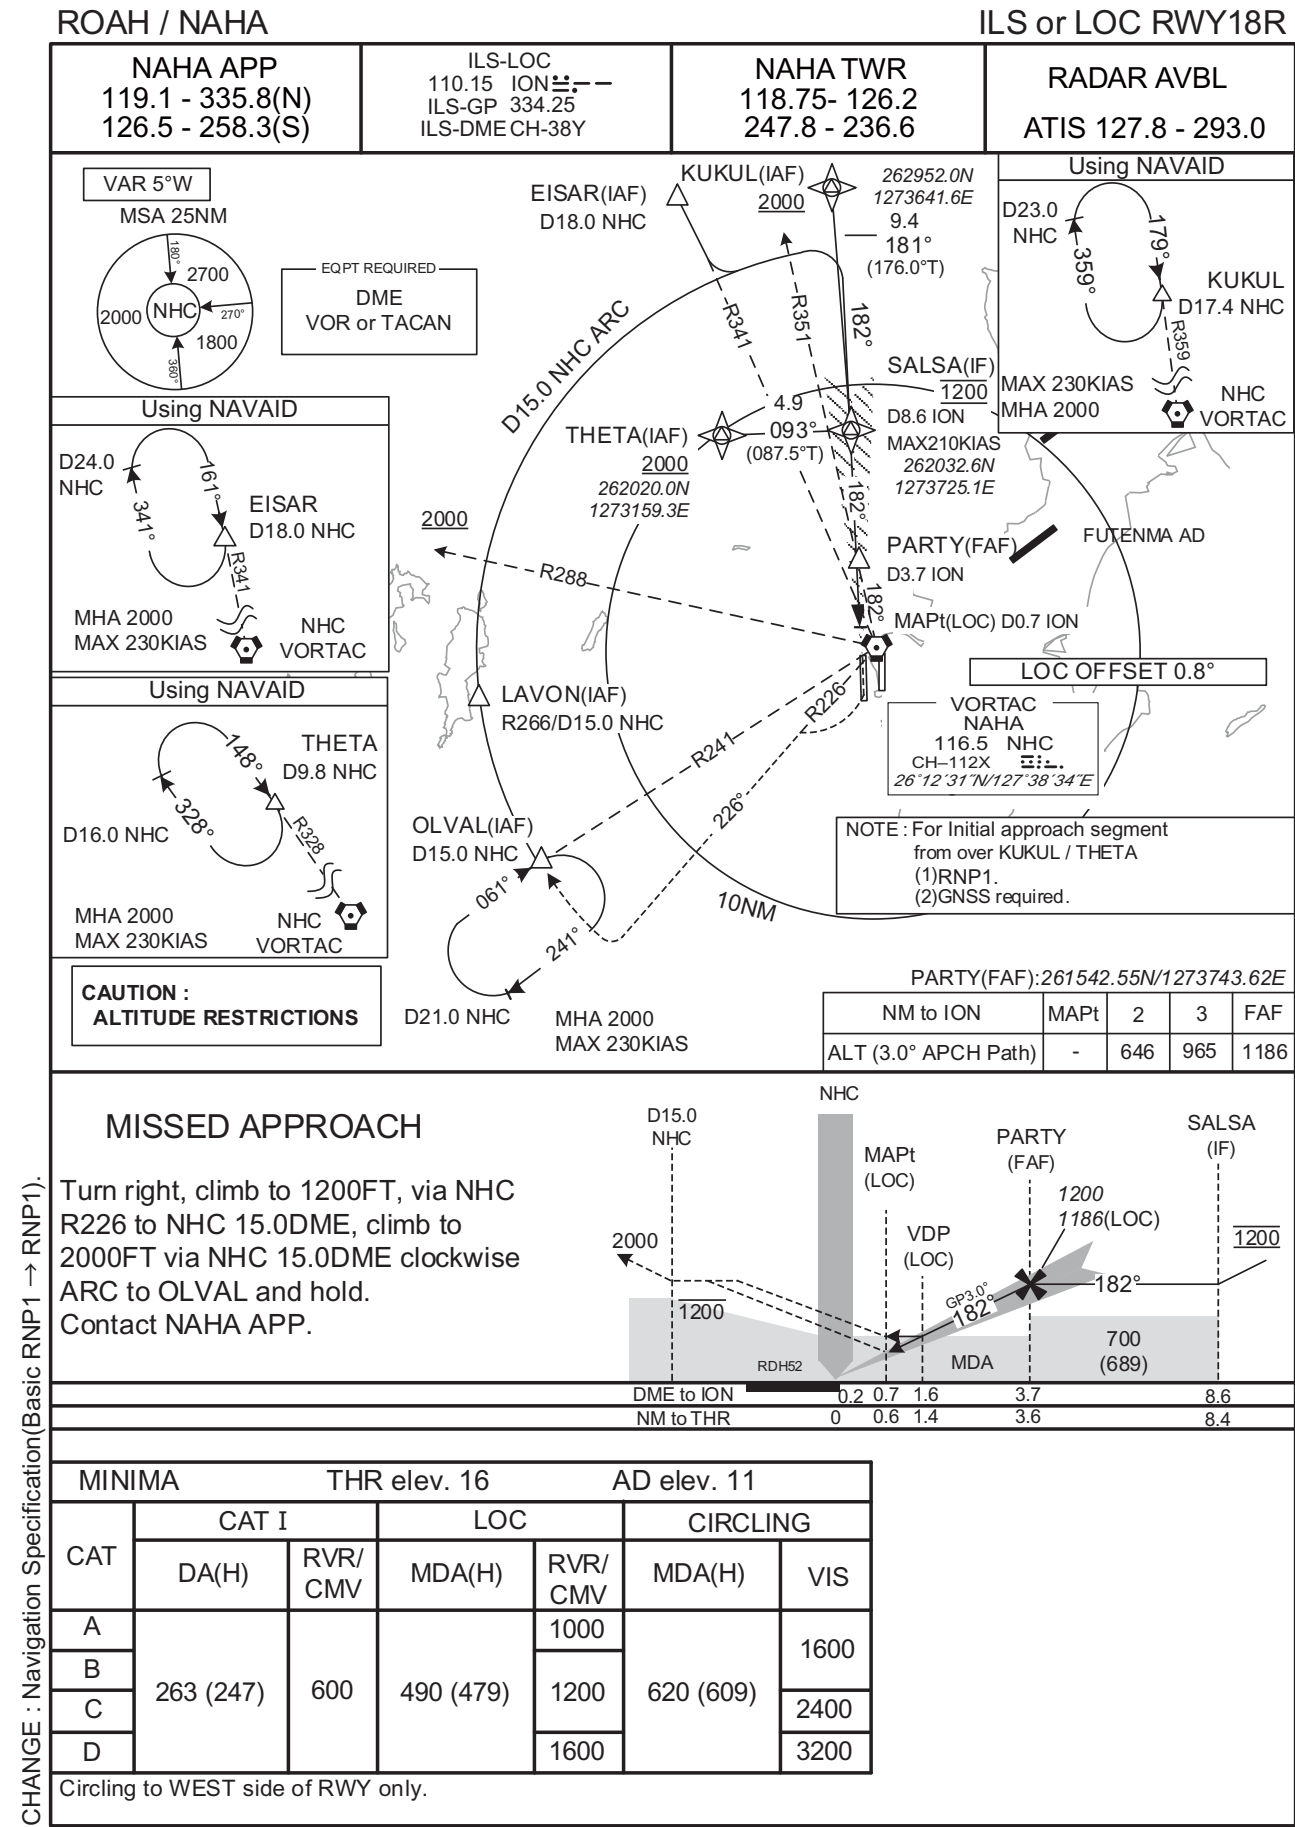 ROAH / NAHA
ILS or LOC RWY18R
NAHA APP
119.1 - 335.8(N)
126.5 - 258.3(S)
ILS-LOC
110.15 ION
ILS-GP 334.25
ILS-DME CH-38Y
NAHA TWR
118.75- 126.2
247.8 - 236.6
RADAR AVBL
ATIS 127.8 - 293.0
VAR 5°W
MSA 25NM
180°
2700
2000
NHC
270°
1800
360°
EQPT REQUIRED
DME
VOR or TACAN
EISAR(IAF)
D18.0 NHC
KUKUL(IAF)
2000
262952.0N
1273641.6E
9.4
181°
(176.0°T)
Using NAVAID
D23.0
NHC
179°
359°
KUKUL
D17.4 NHC
R359
MAX 230KIAS
MHA 2000
NHC
VORTAC
D15.0 NHC ARC
R341
R351
182°
SALSA(IF)
1200
D8.6 ION
MAX210KIAS
262032.6N
1273725.1E
4.9
093°
(087.5°T)
THETA(IAF)
2000
262020.0N
1273159.3E
182°
Using NAVAID
D24.0
NHC
161°
341°
EISAR
D18.0 NHC
R341
MHA 2000
MAX 230KIAS
NHC
VORTAC
2000
R288
PARTY(FAF)
D3.7 ION
FUTENMA AD
182°
MAPt(LOC) D0.7 ION
LOC OFFSET 0.8°
LAVON(IAF)
R266/D15.0 NHC
R226
R241
226°
VORTAC
NAHA
116.5 NHC
CH–112X
26°12´31˝N/127°38´34˝E
Using NAVAID
148°
328°
THETA
D9.8 NHC
D16.0 NHC
R328
MHA 2000
MAX 230KIAS
NHC
VORTAC
OLVAL(IAF)
D15.0 NHC
061°
241°
D21.0 NHC
MHA 2000
MAX 230KIAS
10NM
NOTE : For Initial approach segment
from over KUKUL / THETA
(1)RNP1.
(2)GNSS required.
CAUTION :
ALTITUDE RESTRICTIONS
PARTY(FAF):261542.55N/1273743.62E
NM to ION MAPt 2 3 FAF
ALT (3.0° APCH Path) - 646 965 1186
MISSED APPROACH
Turn right, climb to 1200FT, via NHC
R226 to NHC 15.0DME, climb to
2000FT via NHC 15.0DME clockwise
ARC to OLVAL and hold.
Contact NAHA APP.
NHC
D15.0
NHC
MAPt
(LOC)
PARTY
(FAF)
SALSA
(IF)
1200
1186(LOC)
VDP
(LOC)
2000
1200
1200
GP3.0°
182°
182°
700
(689)
MDA
RDH52
DME to ION 0.2 0.7 1.6 3.7 8.6
NM to THR 0 0.6 1.4 3.6 8.4
MINIMA THR elev. 16 AD elev. 11
CAT
CAT I LOC CIRCLING
DA(H) RVR/CMV MDA(H) RVR/CMV MDA(H) VIS
A 1000
B 1600
263 (247) 600 490 (479) 1200 620 (609)
C 2400
D 1600 3200
Circling to WEST side of RWY only.
CHANGE : Navigation Specification(Basic RNP1 → RNP1).